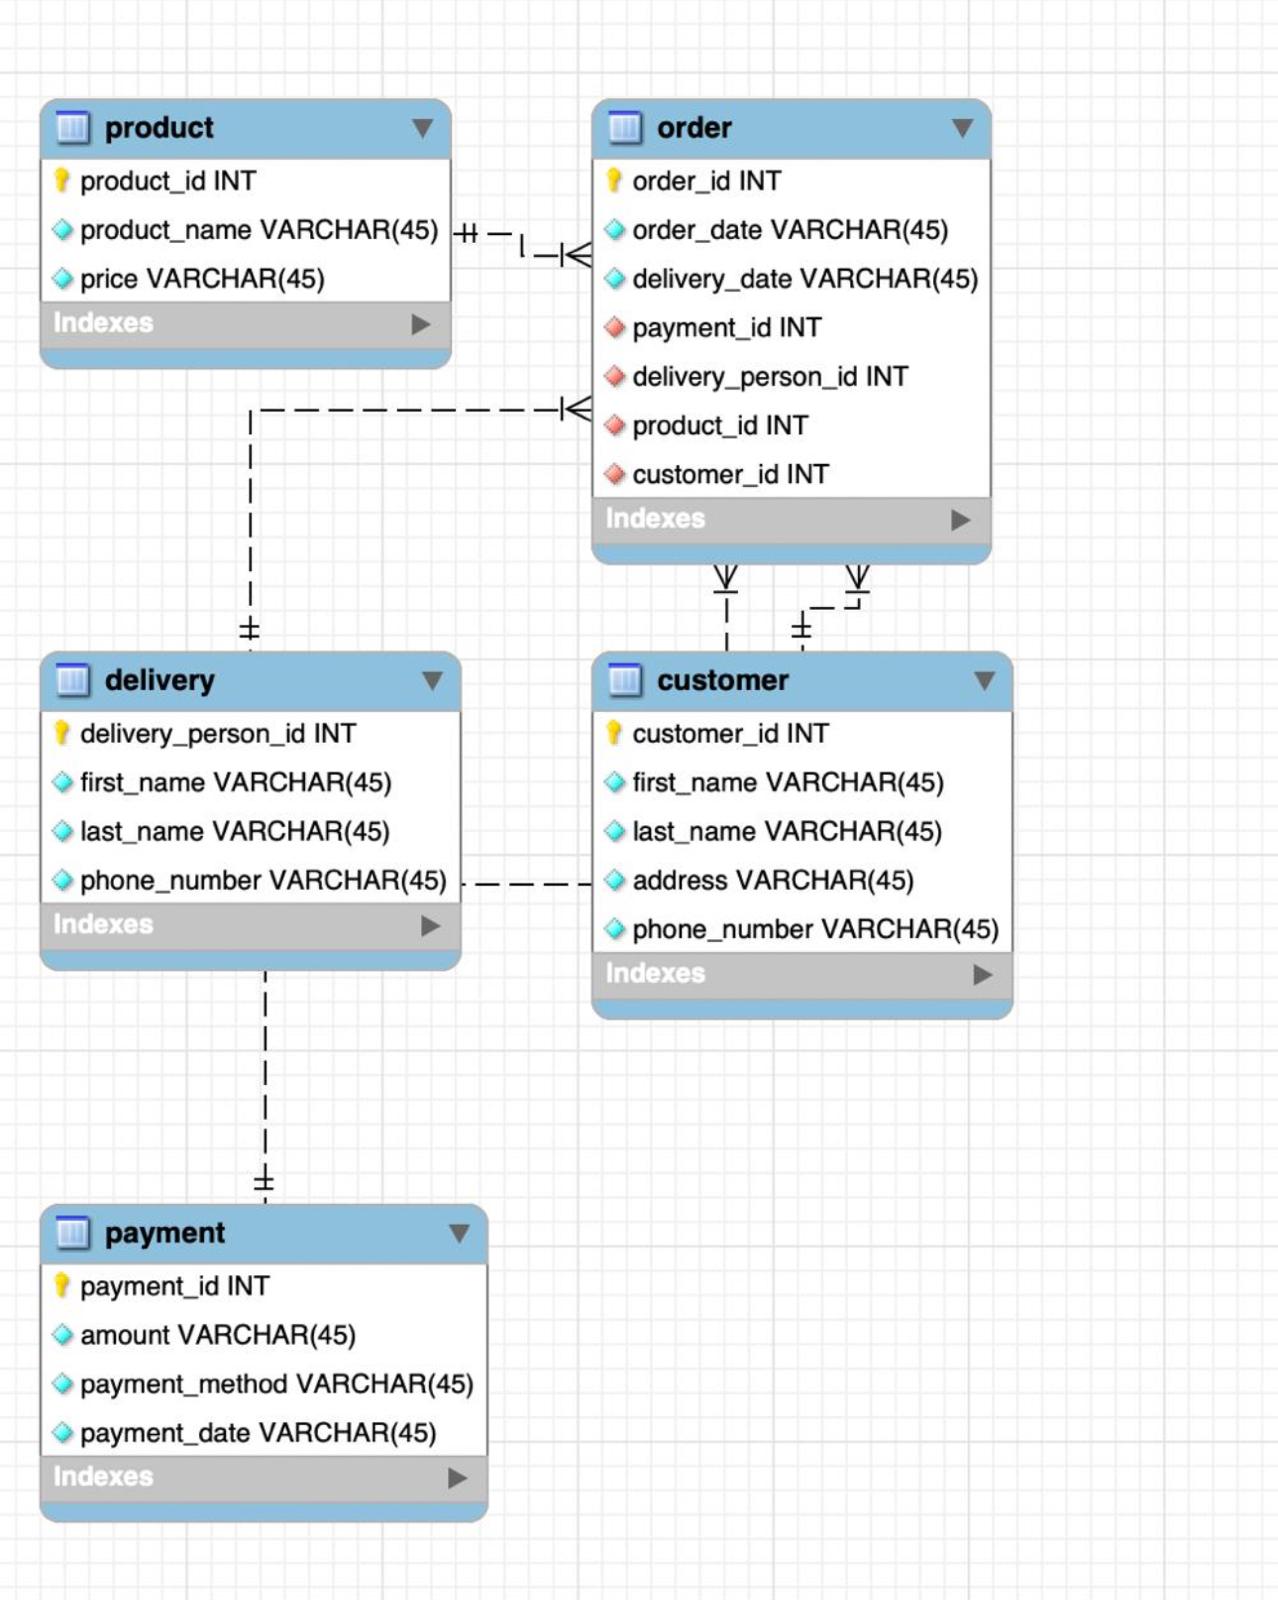 product
product_id INT
product_name VARCHAR(45)
price VARCHAR(45)
Indexes
order
order_id INT
order_date VARCHAR(45)
delivery_date VARCHAR(45)
payment_id INT
delivery_person_id INT
product_id INT
customer_id INT
Indexes
delivery
delivery_person_id INT
first_name VARCHAR(45)
last_name VARCHAR(45)
phone_number VARCHAR(45)
Indexes
customer
customer_id INT
first_name VARCHAR(45)
last_name VARCHAR(45)
address VARCHAR(45)
phone_number VARCHAR(45)
Indexes
payment
payment_id INT
amount VARCHAR(45)
payment_method VARCHAR(45)
payment_date VARCHAR(45)
Indexes